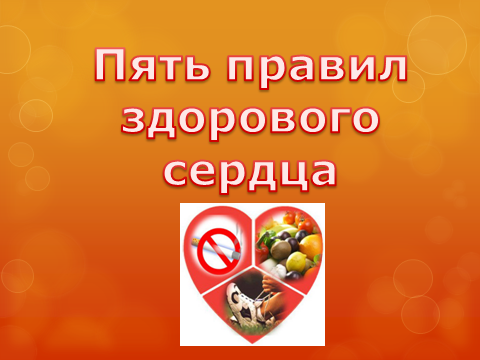 Пять правил
здорового
сердца